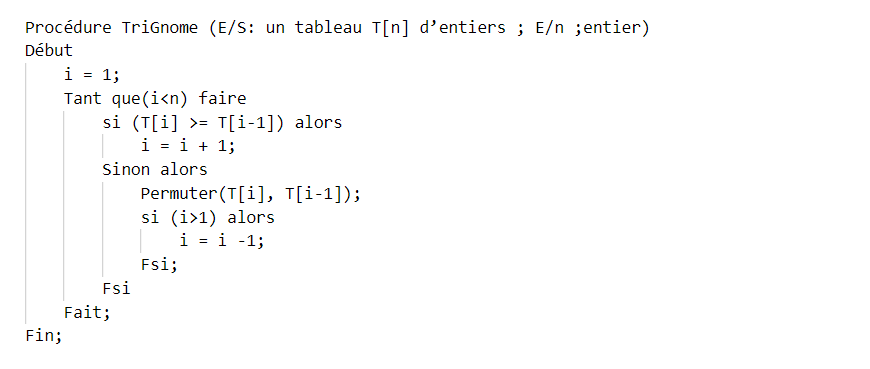 Procédure TriGnome (E/S: un tableau T[n] d’entiers ; E/n ;entier)
Début
i = 1;
Tant que(i<n) faire
si (T[i] >= T[i-1]) alors
i = i + 1;
Sinon alors
Permuter(T[i], T[i-1]);
si (i>1) alors
i = i -1;
Fsi;
Fsi
Fait;
Fin;